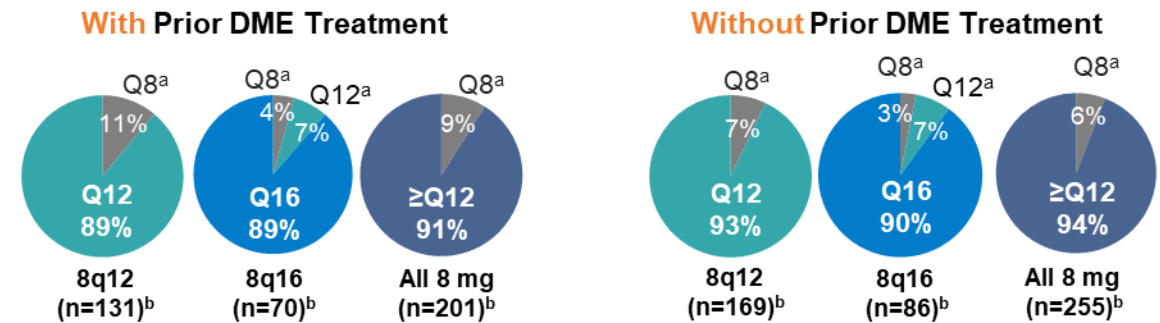 With Prior DME Treatment
Q8ᵃ
11%
Q12
89%
8q12
(n=131)ᵇ
Q8ᵃ
4%
Q12ᵃ
7%
Q16
89%
8q16
(n=70)ᵇ
Q8ᵃ
9%
≥Q12
91%
All 8 mg
(n=201)ᵇ
Without Prior DME Treatment
Q8ᵃ
7%
Q12
93%
8q12
(n=169)ᵇ
Q8ᵃ
3%
Q12ᵃ
7%
Q16
90%
8q16
(n=86)ᵇ
Q8ᵃ
6%
≥Q12
94%
All 8 mg
(n=255)ᵇ